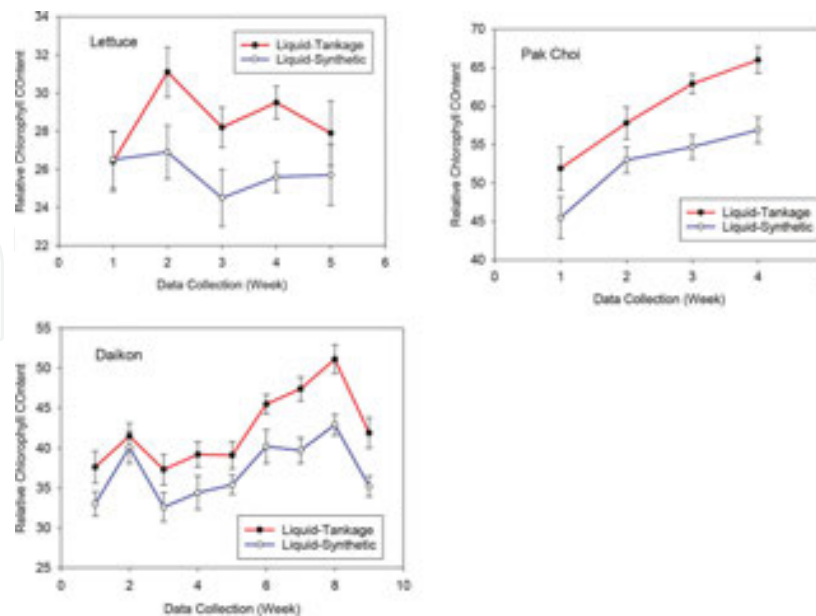 Lettuce
Liquid-Tankage
Liquid-Synthetic
Relative Chlorophyll COntent
34
32
30
28
26
24
22
0 1 2 3 4 5 6
Data Collection (Week)
Pak Choi
Liquid-Tankage
Liquid-Synthetic
Relative Chlorophyll COntent
70
65
60
55
50
45
40
0 1 2 3 4
Data Collection (Week)
Daikon
Liquid-Tankage
Liquid-Synthetic
Relative Chlorophyll COntent
55
50
45
40
35
30
25
0 2 4 6 8 10
Data Collection (Week)